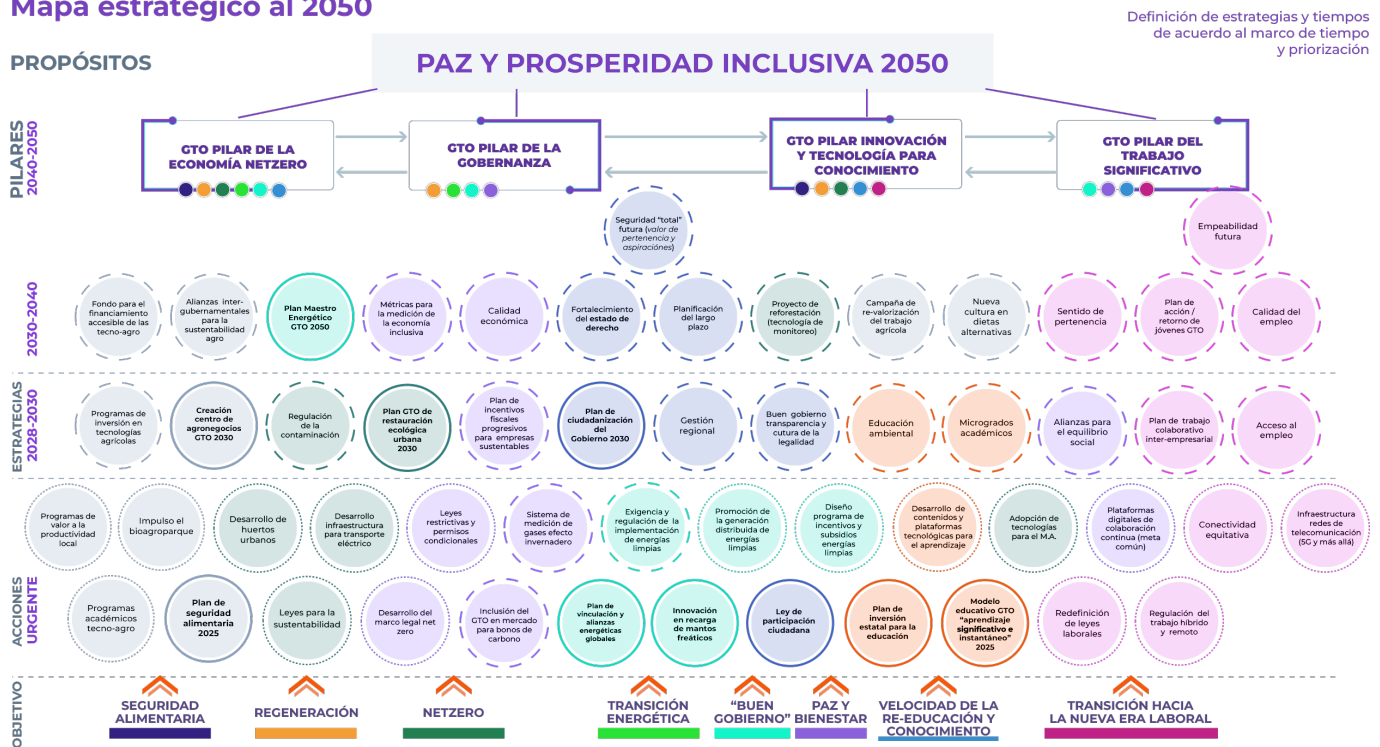 Mapa estratégico al 2050
Definición de estrategias y tiempos
de acuerdo al marco de tiempo
y priorización
PROPÓSITOS
PAZ Y PROSPERIDAD INCLUSIVA 2050
PILARES
2040-2050
GTO PILAR DE LA
ECONOMÍA NETZERO
GTO PILAR DE LA
GOBERNANZA
GTO PILAR INNOVACIÓN
Y TECNOLOGÍA PARA
CONOCIMIENTO
GTO PILAR DEL
TRABAJO
SIGNIFICATIVO
Seguridad "total"
futura (valor de
pertenencia y
aspiraciónes)
Empeabilidad
futura
2030-2040
Fondo para el
financiamiento
accesible de las
tecno-agro
Alianzas inter-
gubernamentales
para la
sustentabilidad
agro
Plan Maestro
Energético
GTO 2050
Métricas para
la medición de
la economía
inclusiva
Calidad
económica
Fortalecimiento
del estado de
derecho
Planificación
del largo
plazo
Proyecto de
reforestación
(tecnología de
monitoreo)
Campaña de
re-valorización
del trabajo
agrícola
Nueva
cultura en
dietas
alternativas
Sentido de
pertenencia
Plan de
acción /
retorno de
jóvenes GTO
Calidad del
empleo
ESTRATEGIAS
2028-2030
Programas de
inversión en
tecnologías
agrícolas
Creación
centro de
agronegocios
GTO 2030
Regulación
de la
contaminación
Plan GTO de
restauración
ecológica
urbana
2030
Plan de
incentivos
fiscales
progresivos
para empresas
sustentables
Plan de
ciudadanización
del
Gobierno 2030
Gestión
regional
Buen gobierno
transparencia y
cutura de la
legalidad
Educación
ambiental
Microgrados
académicos
Alianzas para
el equilibrio
social
Plan de trabajo
colaborativo
inter-empresarial
Acceso al
empleo
ACCIONES
URGENTE
Programas de
valor a la
productividad
local
Impulso el
bioagroparque
Desarrollo de
huertos
urbanos
Desarrollo
infraestructura
para transporte
eléctrico
Leyes
restrictivas y
permisos
condicionales
Sistema de
medición de
gases efecto
invernadero
Exigencia y
regulación de la
implementación
de energías
limpias
Promoción de
la generación
distribuida de
energías
limpias
Diseño
programa de
incentivos y
subsidios
energías
limpias
Desarrollo de
contenidos y
plataformas
tecnológicas para
el aprendizaje
Adopción de
tecnologías
para el M.A.
Plataformas
digitales de
colaboración
continua (meta
común)
Conectividad
equitativa
Infraestructura
redes de
telecomunicación
(5G y más allá)
Programas
académicos
tecno-agro
Plan de
seguridad
alimentaria
2025
Leyes para la
sustentabilidad
Desarrollo del
marco legal net
zero
Inclusión del
GTO en mercado
para bonos de
carbono
Plan de
vinculación y
alianzas
energéticas
globales
Innovación
en recarga
de mantos
freáticos
Ley de
participación
ciudadana
Plan de
inversión
estatal para la
educación
Modelo
educativo GTO
"aprendizaje
significativo e
instantáneo"
2025
Redefinición
de leyes
laborales
Regulación del
trabajo híbrido
y remoto
OBJETIVO
SEGURIDAD
ALIMENTARIA
REGENERACIÓN
NETZERO
TRANSICIÓN
ENERGÉTICA
"BUEN
GOBIERNO"
PAZ Y
BIENESTAR
VELOCIDAD DE LA
RE-EDUCACIÓN Y
CONOCIMIENTO
TRANSICIÓN HACIA
LA NUEVA ERA LABORAL